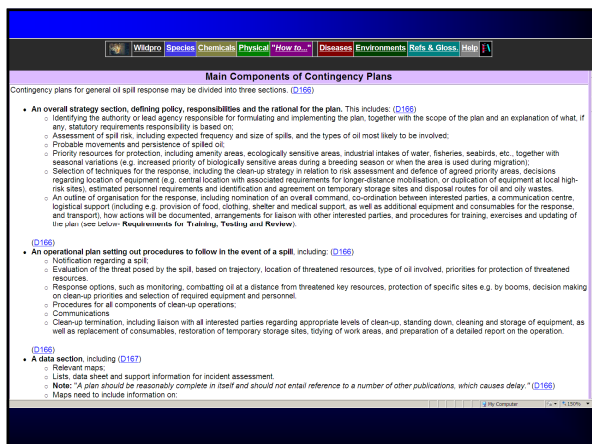 Wildpro Species Chemicals Physical "How to..." Diseases Environments Refs & Gloss. Help
Main Components of Contingency Plans
Contingency plans for general oil spill response may be divided into three sections. (D166)
• An overall strategy section, defining policy, responsibilities and the rational for the plan. This includes: (D166)
○ Identifying the authority or lead agency responsible for formulating and implementing the plan, together with the scope of the plan and an explanation of what, if
any, statutory requirements responsibility is based on;
○ Assessment of spill risk, including expected frequency and size of spills, and the types of oil most likely to be involved;
○ Probable movements and persistence of spilled oil;
○ Priority resources for protection, including amenity areas, ecologically sensitive areas, industrial intakes of water, fisheries, seabirds, etc., together with
seasonal variations (e.g. increased priority of biologically sensitive areas during a breeding season or when the area is used during migration);
○ Selection of techniques for the response, including the clean-up strategy in relation to risk assessment and defence of agreed priority areas, decisions
regarding location of equipment (e.g. central location with associated requirements for longer-distance mobilisation, or duplication of equipment at local high-
risk sites), estimated personnel requirements and identification and agreement on temporary storage sites and disposal routes for oil and oily wastes.
○ An outline of organisation for the response, including nomination of an overall command, co-ordination between interested parties, a communication centre,
logistical support (including e.g. provision of food, clothing, shelter and medical support, as well as additional equipment and consumables for the response,
and transport), how actions will be documented, arrangements for liaison with other interested parties, and procedures for training, exercises and updating of
the plan (see below- Requirements for Training, Testing and Review).
(D166)
• An operational plan setting out procedures to follow in the event of a spill, including: (D166)
○ Notification regarding a spill;
○ Evaluation of the threat posed by the spill, based on trajectory, location of threatened resources, type of oil involved, priorities for protection of threatened
resources.
○ Response options, such as monitoring, combatting oil at a distance from threatened key resources, protection of specific sites e.g. by booms, decision making
on clean-up priorities and selection of required equipment and personnel.
○ Procedures for all components of clean-up operations;
○ Communications
○ Clean-up termination, including liaison with all interested parties regarding appropriate levels of clean-up, standing down, cleaning and storage of equipment, as
well as replacement of consumables, restoration of temporary storage sites, tidying of work areas, and preparation of a detailed report on the operation.
(D166)
• A data section, including (D167)
○ Relevant maps;
○ Lists, data sheet and support information for incident assessment.
○ Note: "A plan should be reasonably complete in itself and should not entail reference to a number of other publications, which causes delay." (D166)
○ Maps need to include information on:
My Computer 150%